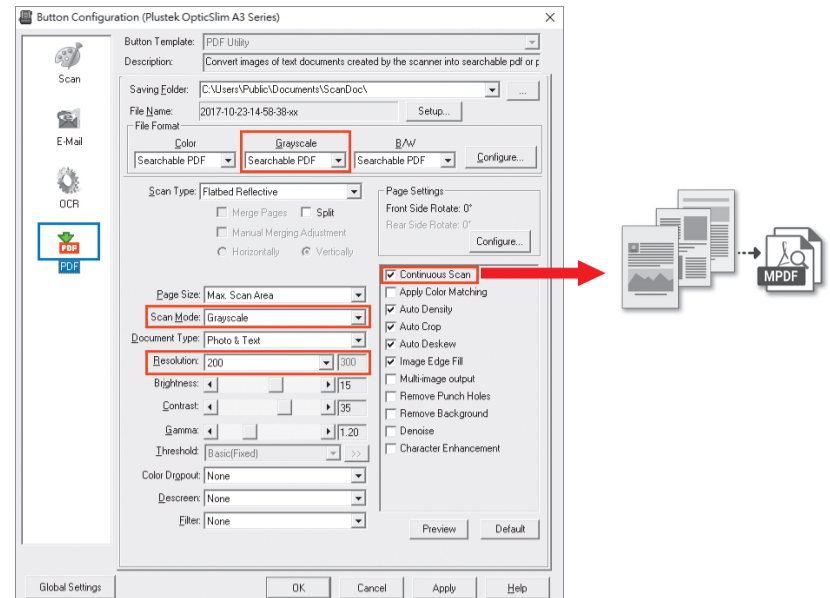 Button Configuration (Plustek OpticSlim A3 Series)
Scan
E-Mail
OCR
PDF
PDF
Button Template: PDF Utility
Description: Convert images of text documents created by the scanner into searchable pdf or p
Saving Folder: C:\Users\Public\Documents\ScanDoc\ ...
File Name: 2017-10-23-14-58-38-xx Setup...
File Format
Color Grayscale B/W
Searchable PDF Searchable PDF Searchable PDF Configure...
Scan Type: Flatbed Reflective
Merge Pages Split
Manual Merging Adjustment
Horizontally Vertically
Page Settings
Front Side Rotate: 0°
Rear Side Rotate: 0°
Configure...
Page Size: Max. Scan Area
Scan Mode: Grayscale
Document Type: Photo & Text
Resolution: 200 300
Brightness: 15
Contrast: 35
Gamma: 1.20
Threshold: Basic(Fixed) >>
Color Dropout: None
Descreen: None
Filter: None
Continuous Scan
Apply Color Matching
Auto Density
Auto Crop
Auto Deskew
Image Edge Fill
Multi-image output
Remove Punch Holes
Remove Background
Denoise
Character Enhancement
Preview Default
Global Settings OK Cancel Apply Help
MPDF